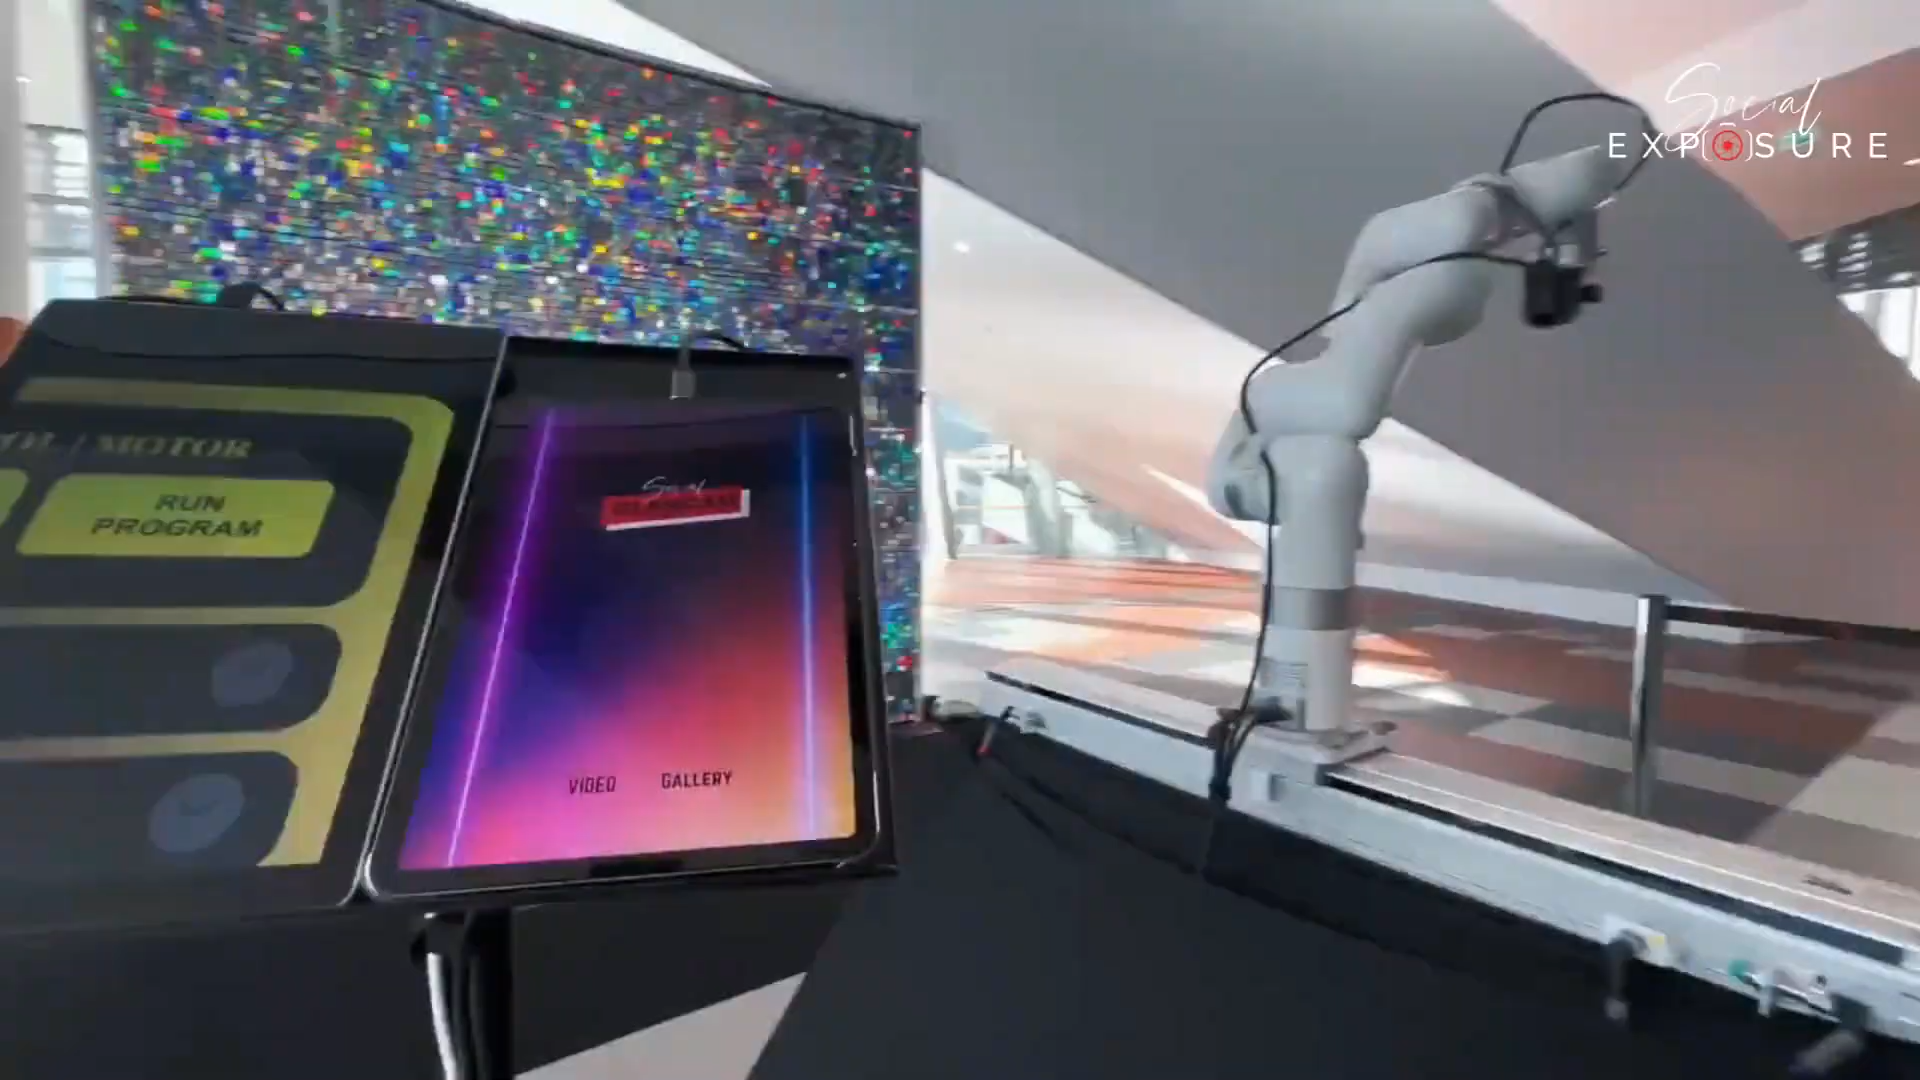 Social
EXPOSURE
MOTOR
RUN
PROGRAM
Social
VIDEO GALLERY